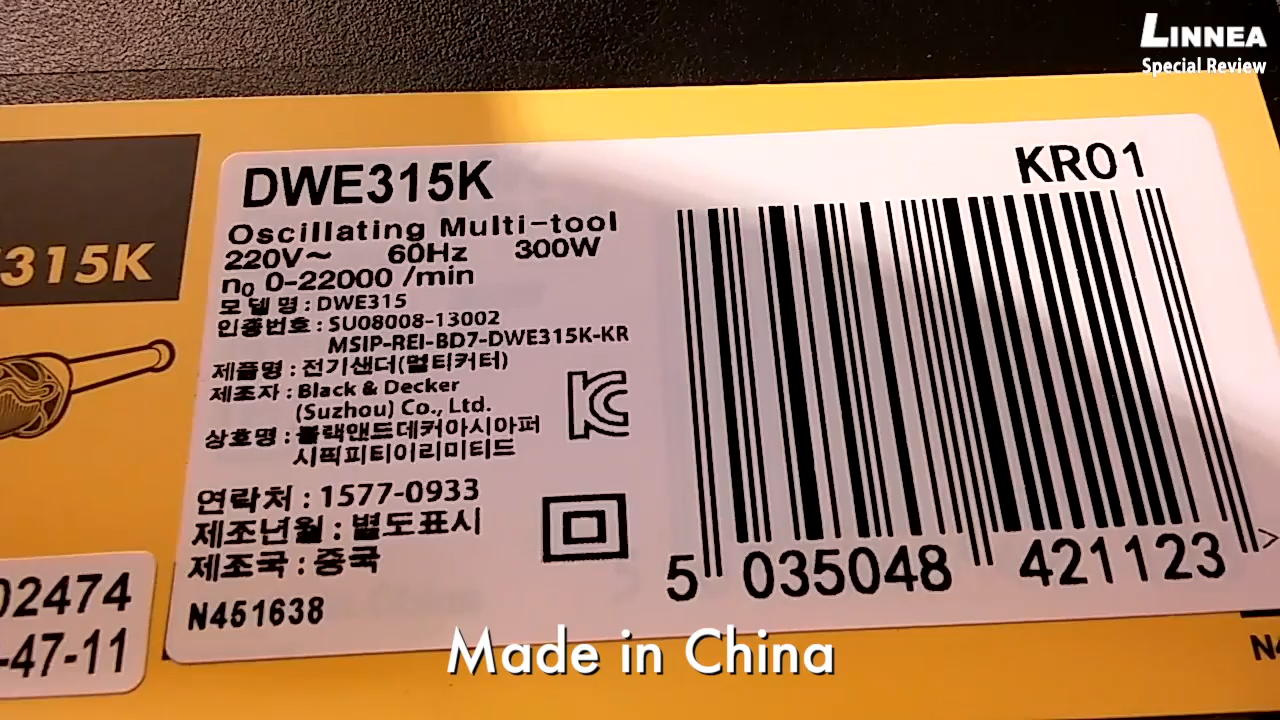 LINNEA
Special Review
315K
DWE315K
KR01
Oscillating Multi-tool
220V~ 60Hz 300W
n₀ 0-22000 /min
모델명 : DWE315
인증번호 : SU08008-13002
MSIP-REI-BD7-DWE315K-KR
제품명 : 전기샌더(멀티커터)
제조자 : Black & Decker
(Suzhou) Co., Ltd.
상호명 : 블랙앤드데커아시아퍼
시픽피티이리미티드
연락처 : 1577-0933
제조년월 : 별도표시
제조국 : 중국
N451638
5 035048 421123 >
02474
-47-11
Made in China